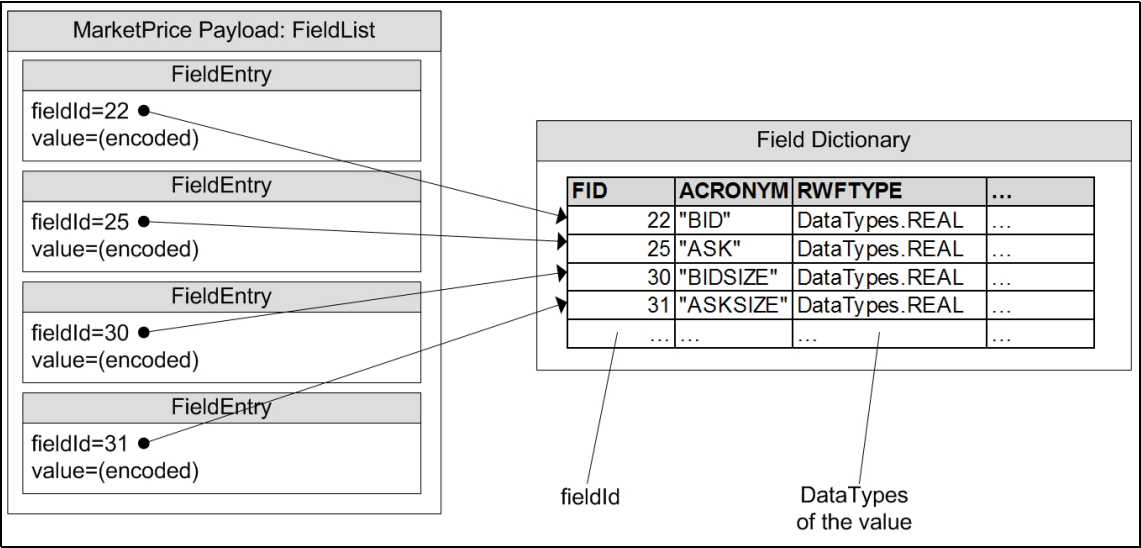 MarketPrice Payload: FieldList
FieldEntry
fieldId=22
value=(encoded)
FieldEntry
fieldId=25
value=(encoded)
FieldEntry
fieldId=30
value=(encoded)
FieldEntry
fieldId=31
value=(encoded)
Field Dictionary
FID ACRONYM RWFTYPE ...
22 "BID" DataTypes.REAL ...
25 "ASK" DataTypes.REAL ...
30 "BIDSIZE" DataTypes.REAL ...
31 "ASKSIZE" DataTypes.REAL ...
... ... ... ...
fieldId
DataTypes
of the value